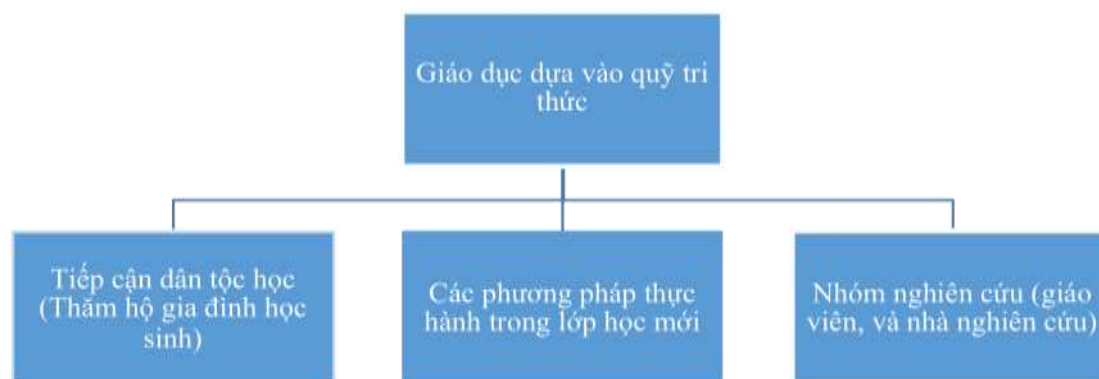 Giáo dục dựa vào quỹ tri
thức
Tiếp cận dân tộc học
(Thăm hộ gia đình học
sinh)
Các phương pháp thực
hành trong lớp học mới
Nhóm nghiên cứu (giáo
viên, và nhà nghiên cứu)